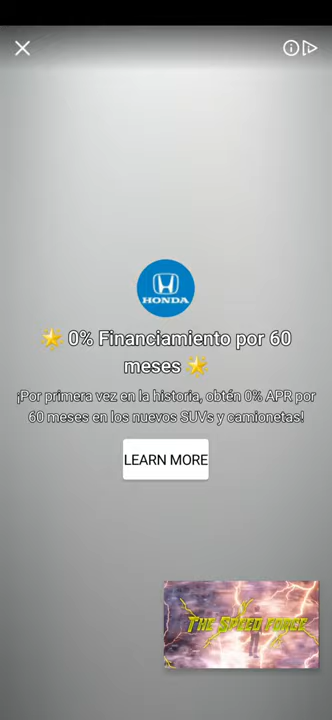 HONDA
🌟 0% Financiamiento por 60
meses 🌟
¡Por primera vez en la historia, obtén 0% APR por
60 meses en los nuevos SUVs y camionetas!
LEARN MORE
THE SPEED FORCE